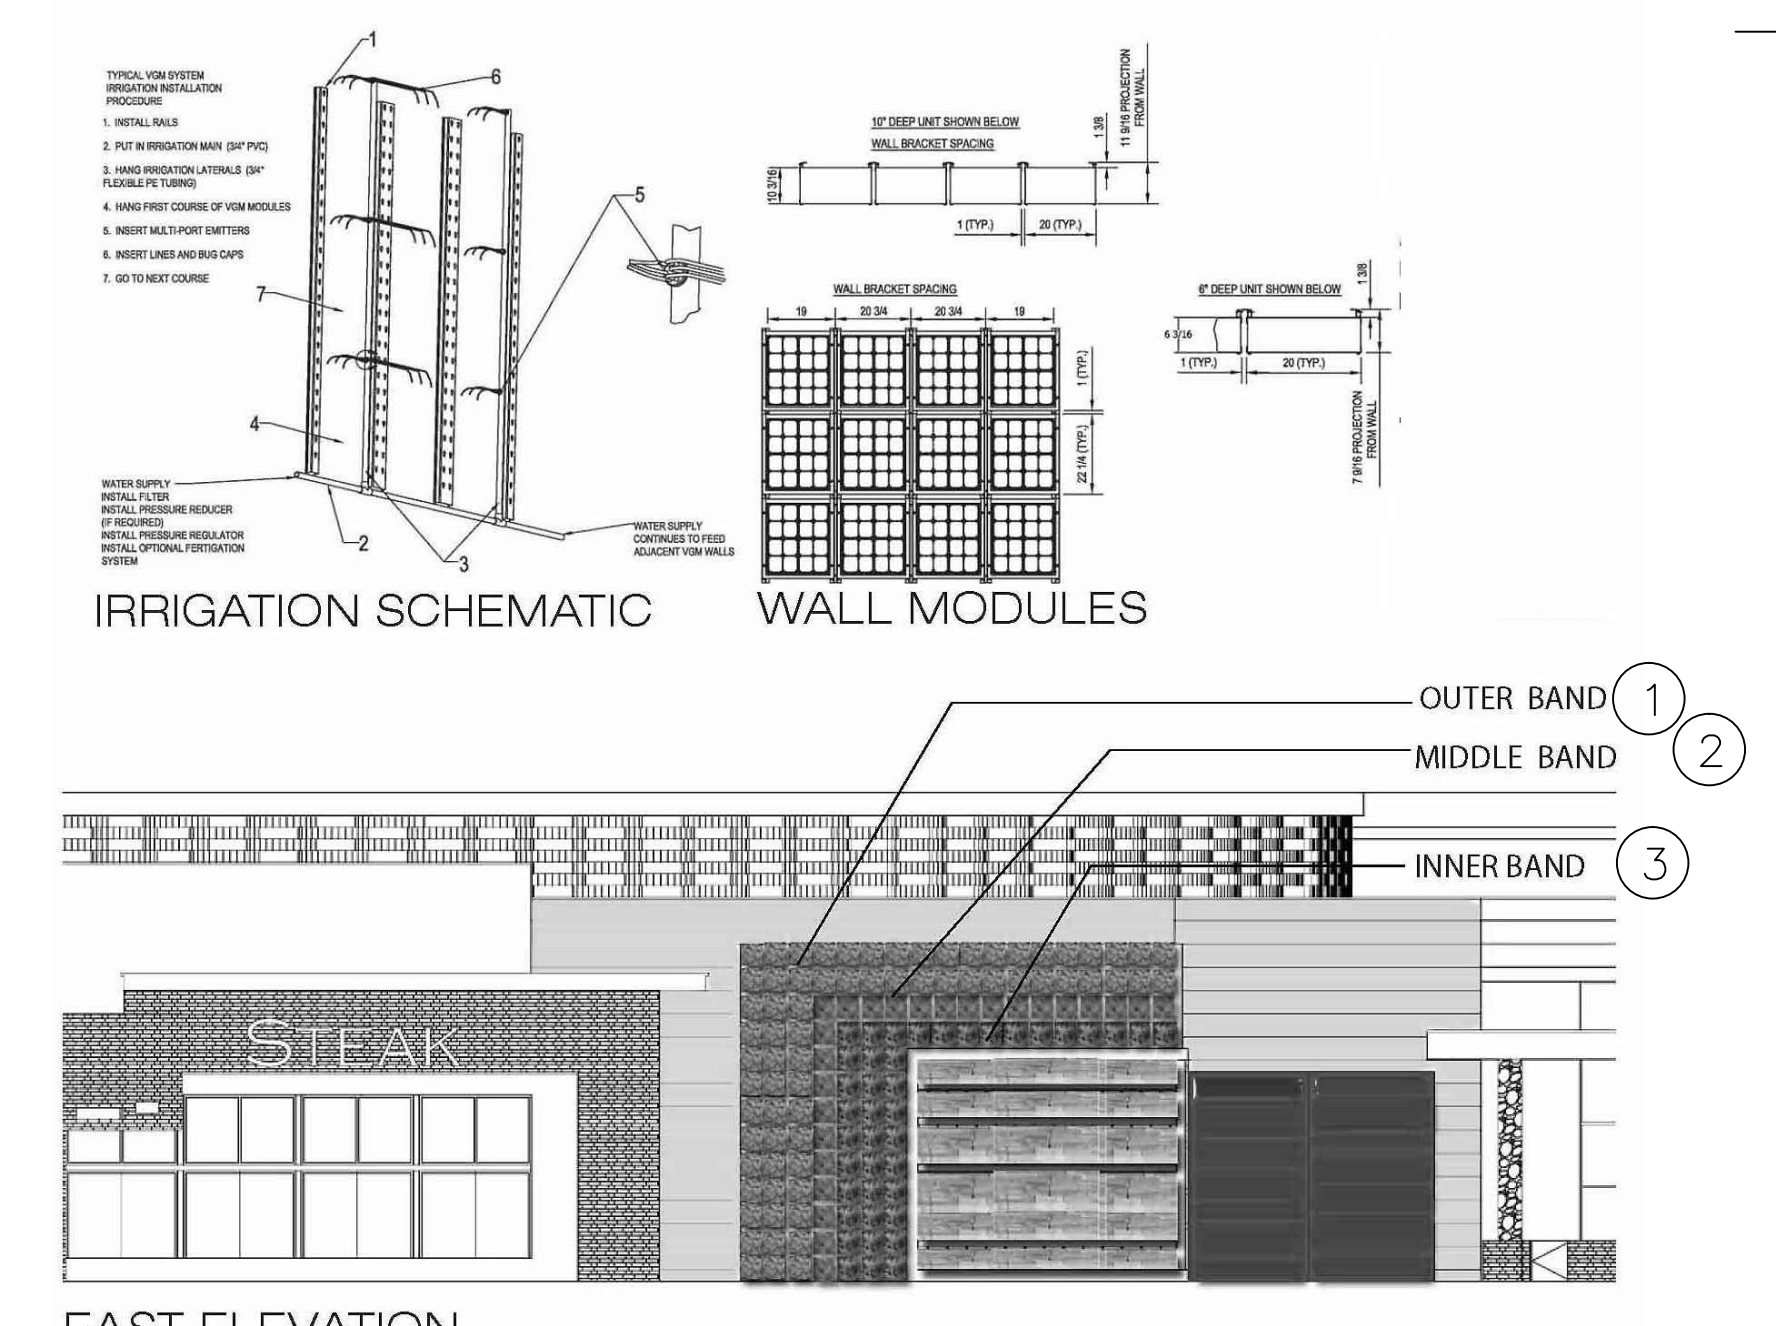 TYPICAL VGM SYSTEM
IRRIGATION INSTALLATION
PROCEDURE
1. INSTALL RAILS
2. PUT IN IRRIGATION MAIN (3/4" PVC)
3. HANG IRRIGATION LATERALS (3/4"
FLEXIBLE PE TUBING)
4. HANG FIRST COURSE OF VGM MODULES
5. INSERT MULTI-PORT EMITTERS
6. INSERT LINES AND BUG CAPS
7. GO TO NEXT COURSE
1
6
5
7
4
2
3
WATER SUPPLY
INSTALL FILTER
INSTALL PRESSURE REDUCER
(IF REQUIRED)
INSTALL PRESSURE REGULATOR
INSTALL OPTIONAL FERTIGATION
SYSTEM
WATER SUPPLY
CONTINUES TO FEED
ADJACENT VGM WALLS
IRRIGATION SCHEMATIC
10" DEEP UNIT SHOWN BELOW
WALL BRACKET SPACING
10 3/16
1 3/8
11 9/16 PROJECTION
FROM WALL
1 (TYP.)
20 (TYP.)
WALL BRACKET SPACING
19
20 3/4
20 3/4
19
1 (TYP.)
22 1/4 (TYP.)
6" DEEP UNIT SHOWN BELOW
1 3/8
6 3/16
1 (TYP.)
20 (TYP.)
7 9/16 PROJECTION
FROM WALL
WALL MODULES
OUTER BAND 1
MIDDLE BAND 2
INNER BAND 3
STEAK
EAST ELEVATION